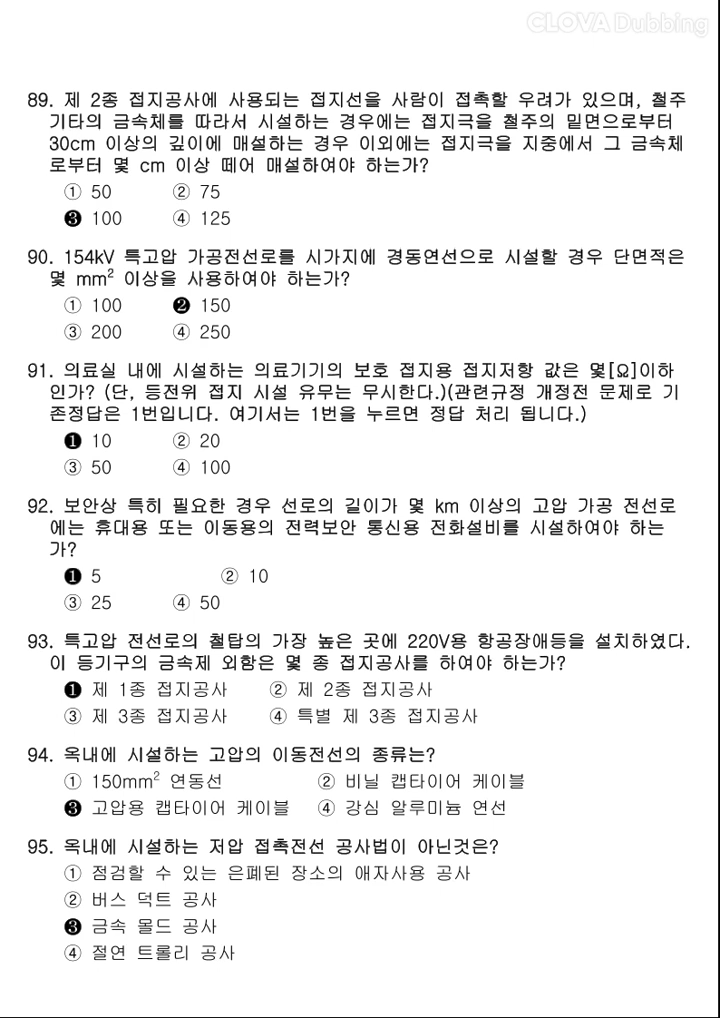 CLOVA Dubbing
89. 제 2종 접지공사에 사용되는 접지선을 사람이 접촉할 우려가 있으며, 철주
기타의 금속체를 따라서 시설하는 경우에는 접지극을 철주의 밑면으로부터
30cm 이상의 깊이에 매설하는 경우 이외에는 접지극을 지중에서 그 금속체
로부터 몇 cm 이상 떼어 매설하여야 하는가?
① 50 ② 75
❸ 100 ④ 125
90. 154kV 특고압 가공전선로를 시가지에 경동연선으로 시설할 경우 단면적은
몇 mm² 이상을 사용하여야 하는가?
① 100 ❷ 150
③ 200 ④ 250
91. 의료실 내에 시설하는 의료기기의 보호 접지용 접지저항 값은 몇[Ω]이하
인가? (단, 등전위 접지 시설 유무는 무시한다.)(관련규정 개정전 문제로 기
존정답은 1번입니다. 여기서는 1번을 누르면 정답 처리 됩니다.)
❶ 10 ② 20
③ 50 ④ 100
92. 보안상 특히 필요한 경우 선로의 길이가 몇 km 이상의 고압 가공 전선로
에는 휴대용 또는 이동용의 전력보안 통신용 전화설비를 시설하여야 하는
가?
❶ 5 ② 10
③ 25 ④ 50
93. 특고압 전선로의 철탑의 가장 높은 곳에 220V용 항공장애등을 설치하였다.
이 등기구의 금속제 외함은 몇 종 접지공사를 하여야 하는가?
❶ 제 1종 접지공사 ② 제 2종 접지공사
③ 제 3종 접지공사 ④ 특별 제 3종 접지공사
94. 옥내에 시설하는 고압의 이동전선의 종류는?
① 150mm² 연동선 ② 비닐 캡타이어 케이블
❸ 고압용 캡타이어 케이블 ④ 강심 알루미늄 연선
95. 옥내에 시설하는 저압 접촉전선 공사법이 아닌것은?
① 점검할 수 있는 은폐된 장소의 애자사용 공사
② 버스 덕트 공사
❸ 금속 몰드 공사
④ 절연 트롤리 공사